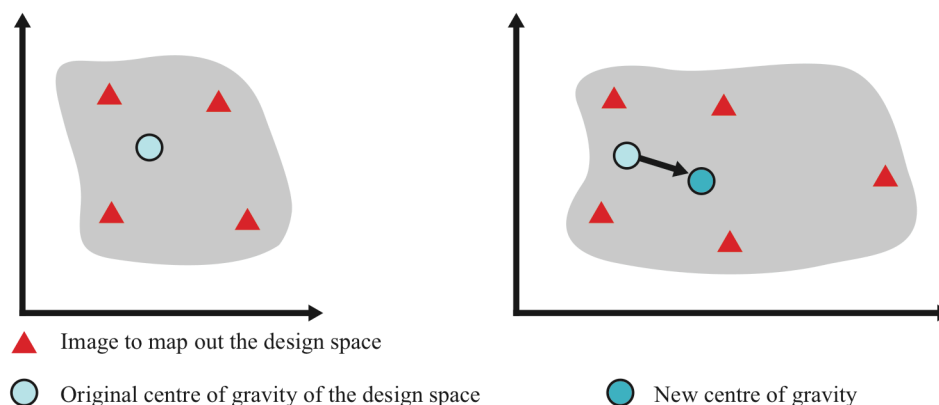 Image to map out the design space
Original centre of gravity of the design space
New centre of gravity